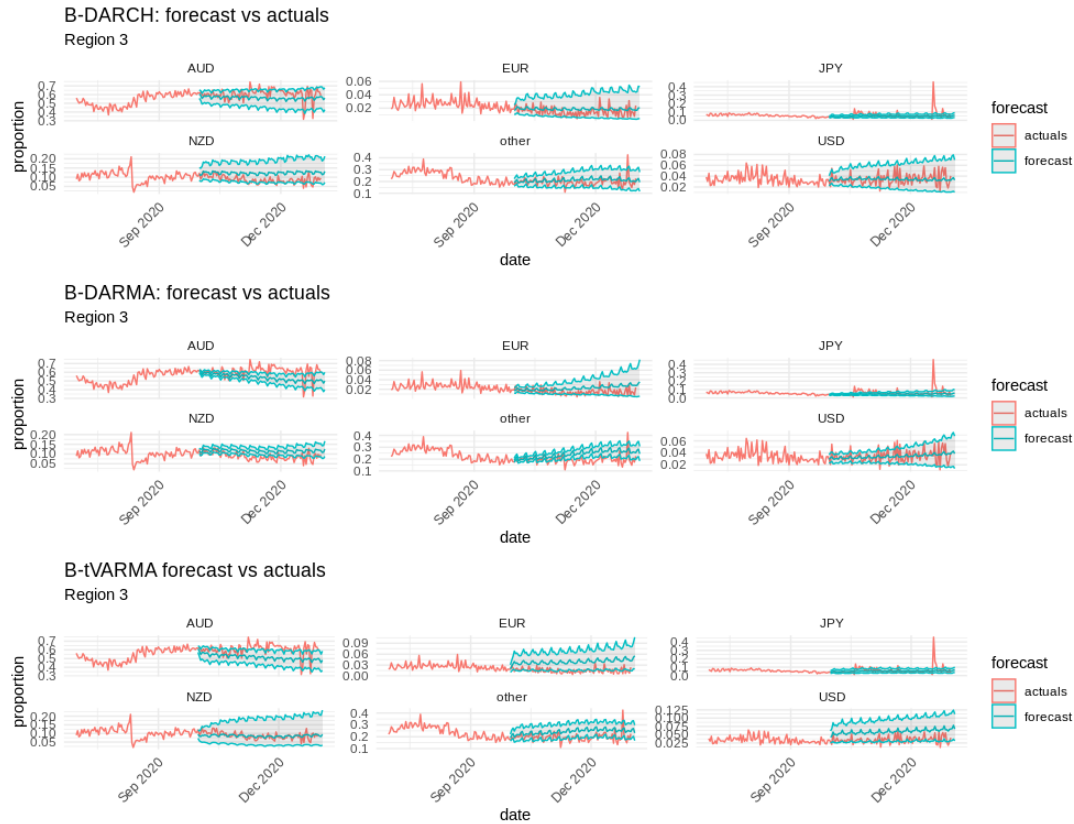 B-DARCH: forecast vs actuals
Region 3
AUD EUR JPY
0.7 0.6 0.5 0.4 0.3
0.06 0.04 0.02
0.4 0.3 0.2 0.1 0.0
NZD other USD
0.20 0.15 0.10 0.05
0.4 0.3 0.2 0.1
0.08 0.06 0.04 0.02
proportion
Sep 2020 Dec 2020 Sep 2020 Dec 2020 Sep 2020 Dec 2020
date
forecast
actuals
forecast
B-DARMA: forecast vs actuals
Region 3
AUD EUR JPY
0.7 0.6 0.5 0.4 0.3
0.08 0.06 0.04 0.02
0.4 0.3 0.2 0.1 0.0
NZD other USD
0.20 0.15 0.10 0.05
0.4 0.3 0.2 0.1
0.06 0.04 0.02
proportion
Sep 2020 Dec 2020 Sep 2020 Dec 2020 Sep 2020 Dec 2020
date
forecast
actuals
forecast
B-tVARMA forecast vs actuals
Region 3
AUD EUR JPY
0.7 0.6 0.5 0.4 0.3
0.09 0.06 0.03 0.00
0.4 0.3 0.2 0.1 0.0
NZD other USD
0.20 0.15 0.10 0.05
0.4 0.3 0.2 0.1
0.125 0.100 0.075 0.050 0.025
proportion
Sep 2020 Dec 2020 Sep 2020 Dec 2020 Sep 2020 Dec 2020
date
forecast
actuals
forecast